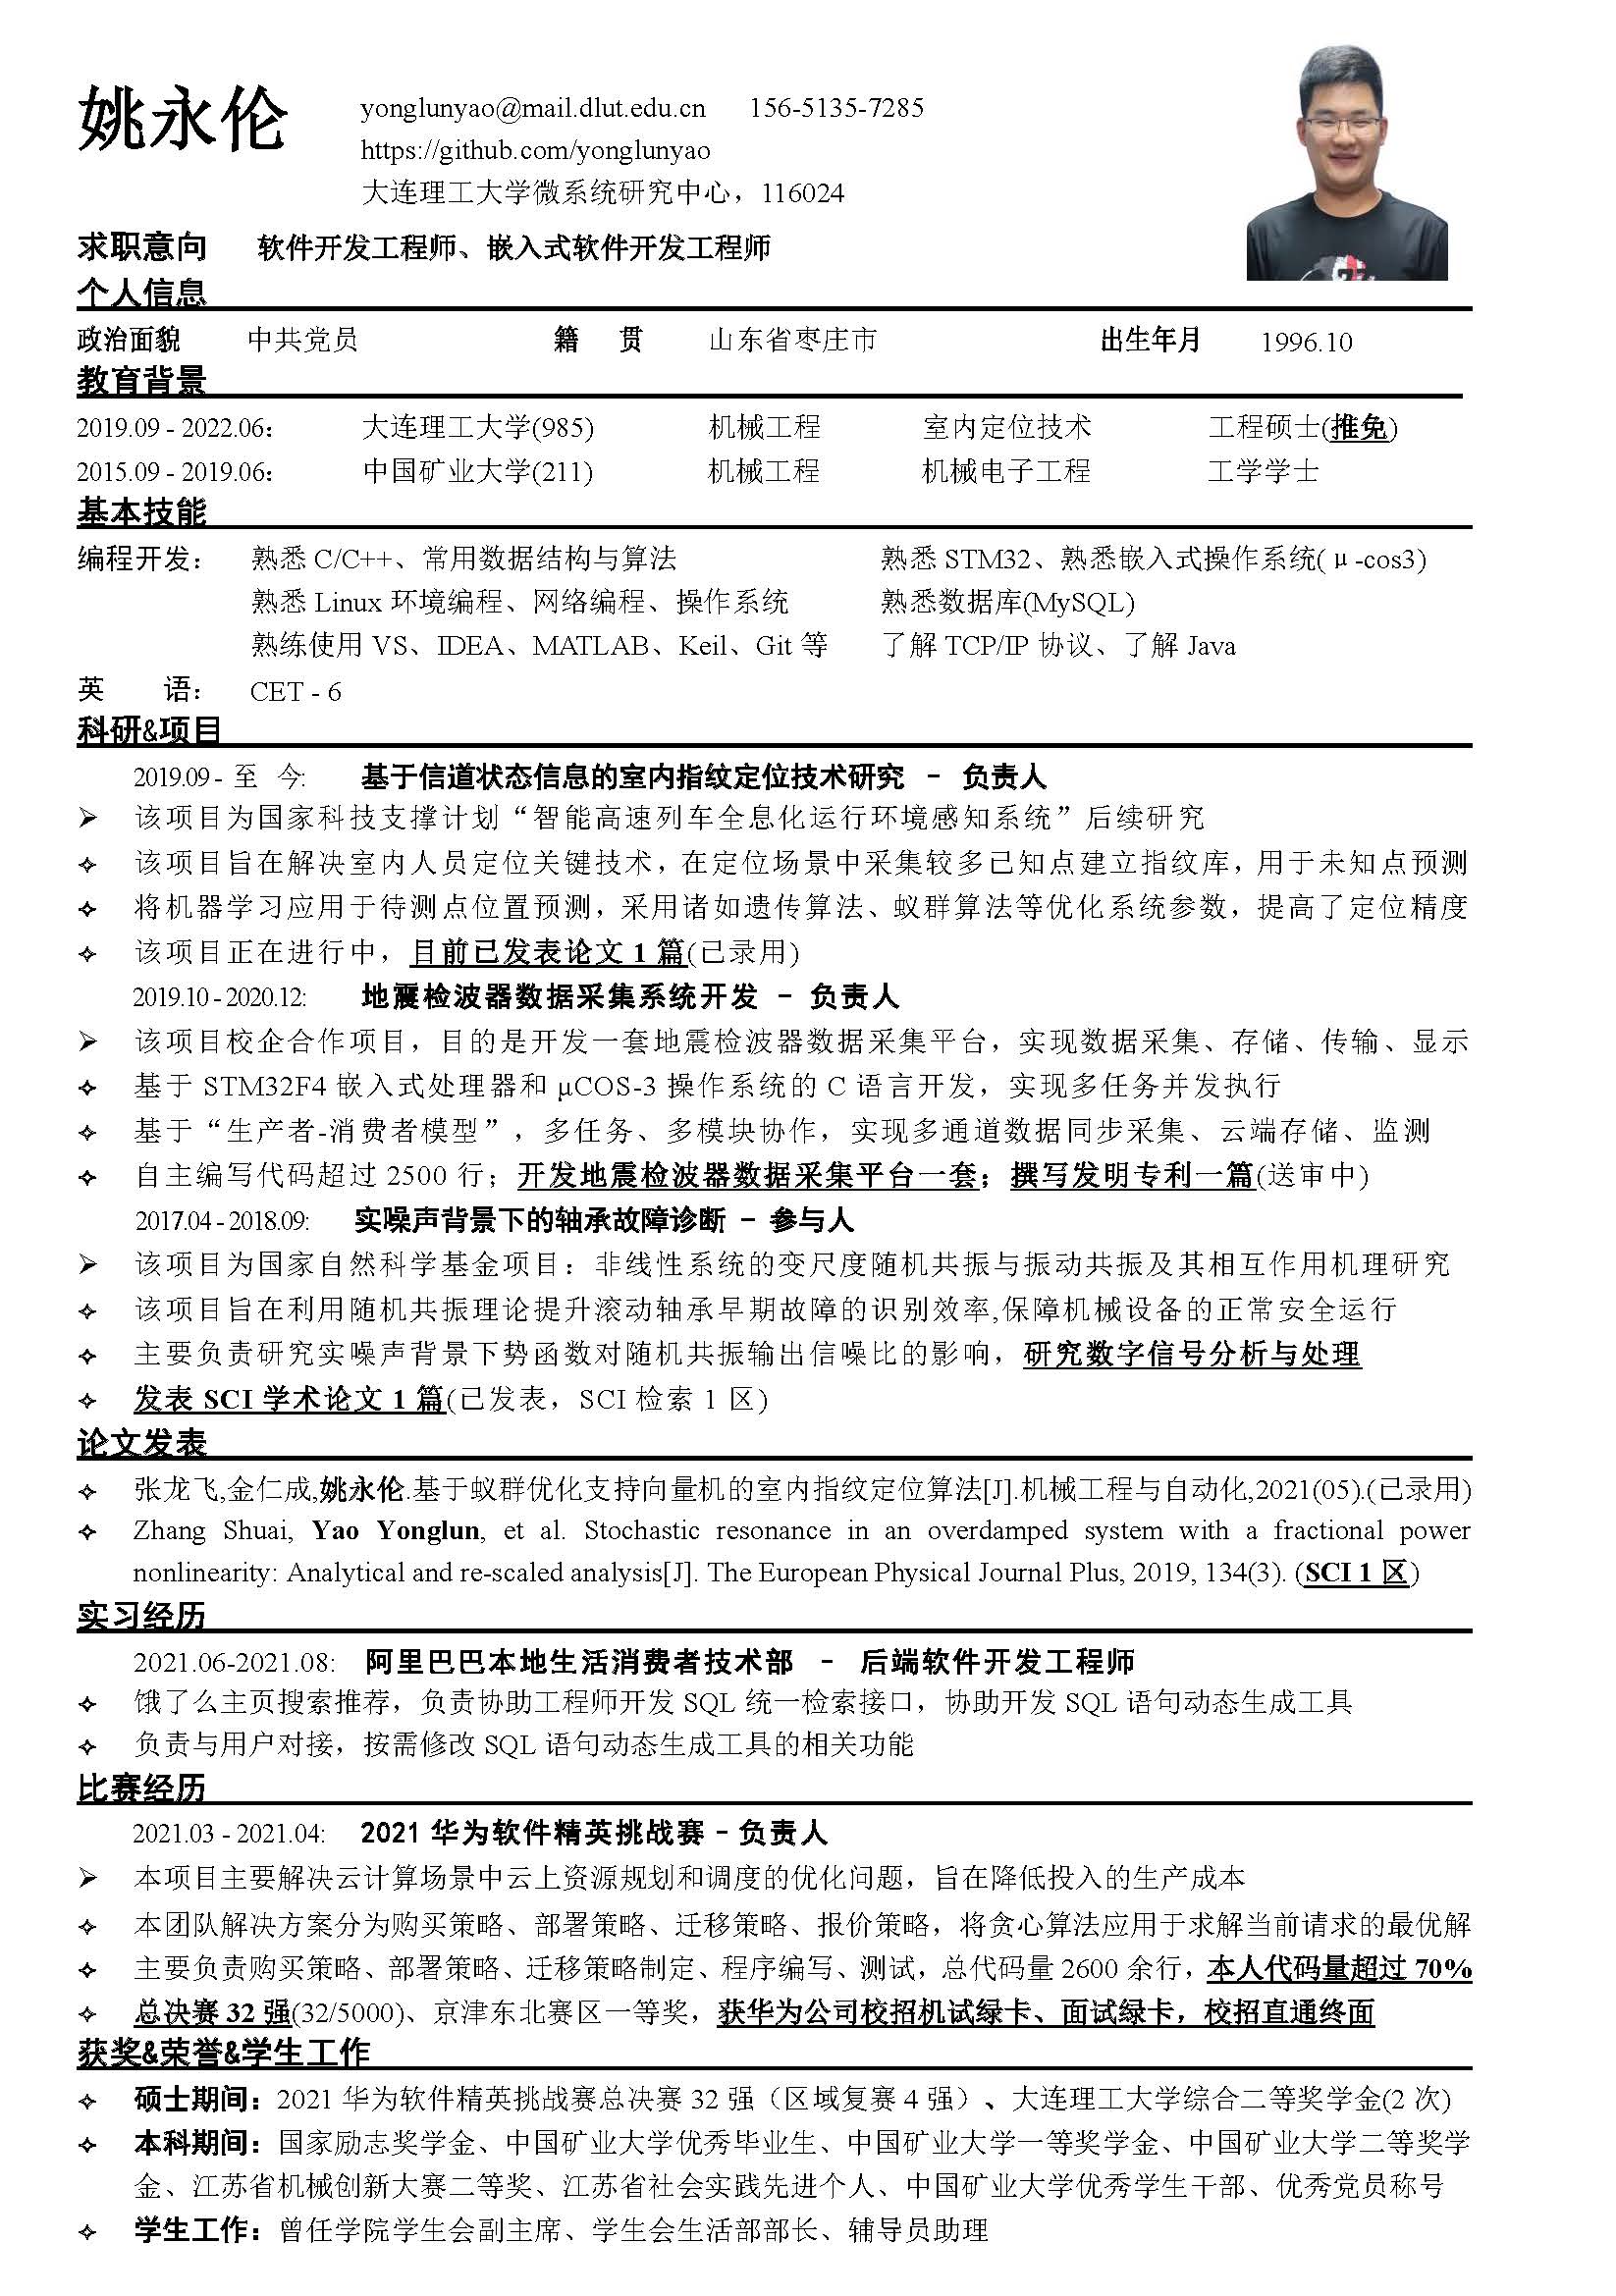 姚永伦
yonglunyao@mail.dlut.edu.cn 156-5135-7285
https://github.com/yonglunyao
大连理工大学微系统研究中心，116024
求职意向 软件开发工程师、嵌入式软件开发工程师
个人信息
政治面貌 中共党员 籍 贯 山东省枣庄市 出生年月 1996.10
教育背景
2019.09 - 2022.06： 大连理工大学(985) 机械工程 室内定位技术 工程硕士(推免)
2015.09 - 2019.06： 中国矿业大学(211) 机械工程 机械电子工程 工学学士
基本技能
编程开发： 熟悉 C/C++、常用数据结构与算法 熟悉 STM32、熟悉嵌入式操作系统(μ-cos3)
熟悉 Linux 环境编程、网络编程、操作系统 熟悉数据库(MySQL)
熟练使用 VS、IDEA、MATLAB、Keil、Git 等 了解 TCP/IP 协议、了解 Java
英 语： CET - 6
科研&项目
2019.09 - 至 今: 基于信道状态信息的室内指纹定位技术研究 - 负责人
➢ 该项目为国家科技支撑计划“智能高速列车全息化运行环境感知系统”后续研究
✧ 该项目旨在解决室内人员定位关键技术，在定位场景中采集较多已知点建立指纹库，用于未知点预测
✧ 将机器学习应用于待测点位置预测，采用诸如遗传算法、蚁群算法等优化系统参数，提高了定位精度
✧ 该项目正在进行中，目前已发表论文 1 篇(已录用)
2019.10 - 2020.12: 地震检波器数据采集系统开发 - 负责人
➢ 该项目校企合作项目，目的是开发一套地震检波器数据采集平台，实现数据采集、存储、传输、显示
✧ 基于 STM32F4 嵌入式处理器和 μCOS-3 操作系统的 C 语言开发，实现多任务并发执行
✧ 基于“生产者-消费者模型”，多任务、多模块协作，实现多通道数据同步采集、云端存储、监测
✧ 自主编写代码超过 2500 行；开发地震检波器数据采集平台一套；撰写发明专利一篇(送审中)
2017.04 - 2018.09: 实噪声背景下的轴承故障诊断 - 参与人
➢ 该项目为国家自然科学基金项目：非线性系统的变尺度随机共振与振动共振及其相互作用机理研究
✧ 该项目旨在利用随机共振理论提升滚动轴承早期故障的识别效率,保障机械设备的正常安全运行
✧ 主要负责研究实噪声背景下势函数对随机共振输出信噪比的影响，研究数字信号分析与处理
✧ 发表 SCI 学术论文 1 篇(已发表，SCI 检索 1 区)
论文发表
✧ 张龙飞,金仁成,姚永伦.基于蚁群优化支持向量机的室内指纹定位算法[J].机械工程与自动化,2021(05).(已录用)
✧ Zhang Shuai, Yao Yonglun, et al. Stochastic resonance in an overdamped system with a fractional power
nonlinearity: Analytical and re-scaled analysis[J]. The European Physical Journal Plus, 2019, 134(3). (SCI 1 区)
实习经历
2021.06-2021.08: 阿里巴巴本地生活消费者技术部 - 后端软件开发工程师
✧ 饿了么主页搜索推荐，负责协助工程师开发 SQL 统一检索接口，协助开发 SQL 语句动态生成工具
✧ 负责与用户对接，按需修改 SQL 语句动态生成工具的相关功能
比赛经历
2021.03 - 2021.04: 2021 华为软件精英挑战赛 - 负责人
➢ 本项目主要解决云计算场景中云上资源规划和调度的优化问题，旨在降低投入的生产成本
✧ 本团队解决方案分为购买策略、部署策略、迁移策略、报价策略，将贪心算法应用于求解当前请求的最优解
✧ 主要负责购买策略、部署策略、迁移策略制定、程序编写、测试，总代码量 2600 余行，本人代码量超过 70%
✧ 总决赛 32 强(32/5000)、京津东北赛区一等奖，获华为公司校招机试绿卡、面试绿卡，校招直通终面
获奖&荣誉&学生工作
✧ 硕士期间：2021 华为软件精英挑战赛总决赛 32 强（区域复赛 4 强）、大连理工大学综合二等奖学金(2 次)
✧ 本科期间：国家励志奖学金、中国矿业大学优秀毕业生、中国矿业大学一等奖学金、中国矿业大学二等奖学
金、江苏省机械创新大赛二等奖、江苏省社会实践先进个人、中国矿业大学优秀学生干部、优秀党员称号
✧ 学生工作：曾任学院学生会副主席、学生会生活部部长、辅导员助理